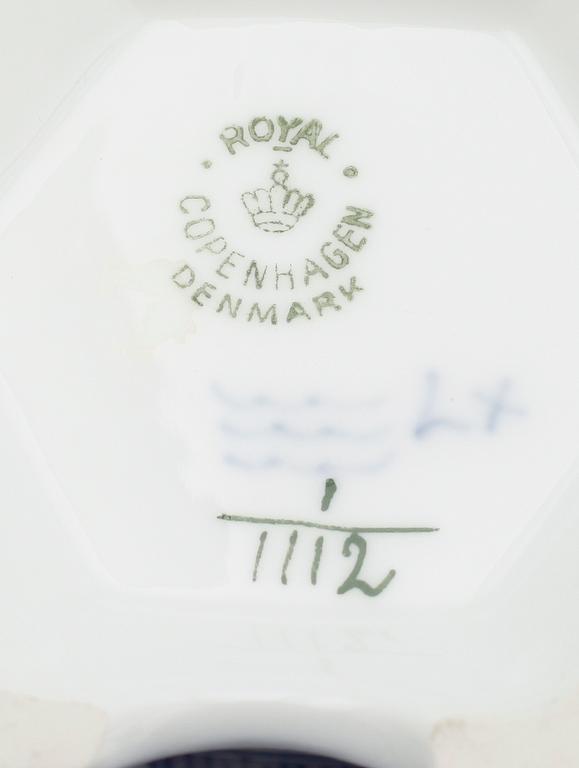 ROYAL
COPENHAGEN
DENMARK
1
1112